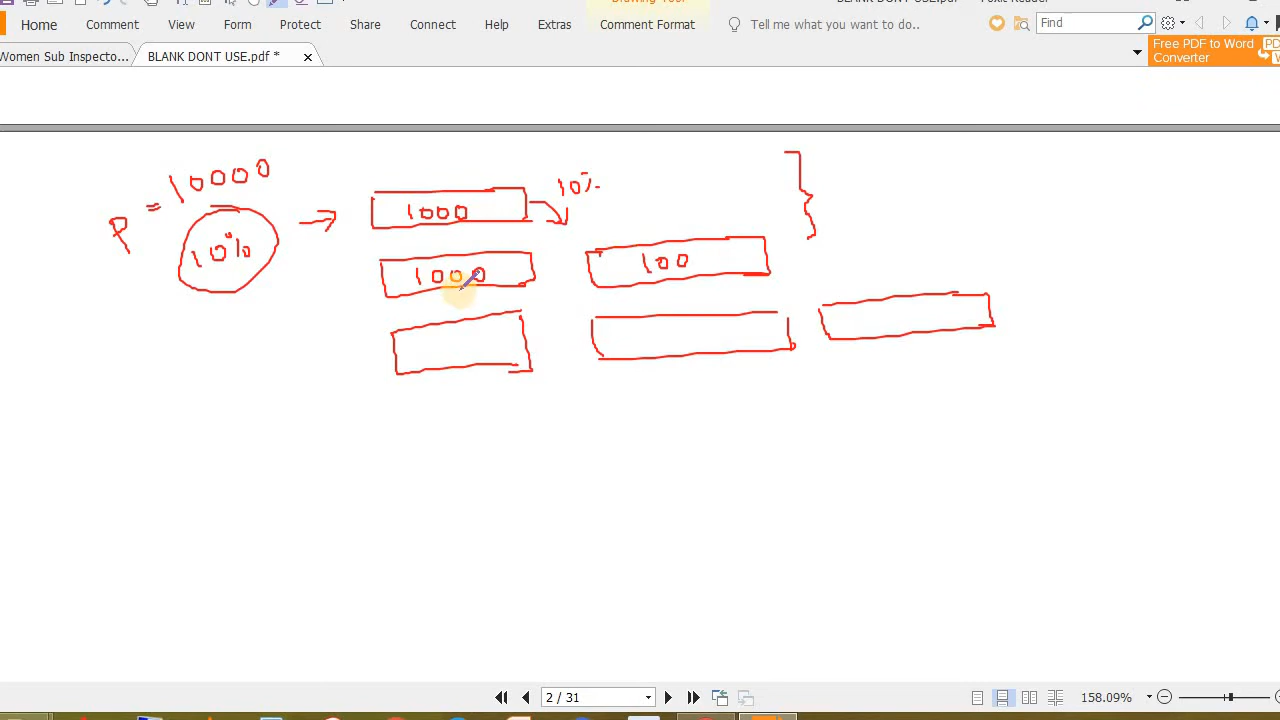 Home Comment View Form Protect Share Connect Help Extras Comment Format Tell me what you want to do.. Find
Women Sub Inspecto... BLANK DONT USE.pdf * Free PDF to Word
Converter
P = 10000
10%
1000
10%
1000
100
2 / 31
158.09%